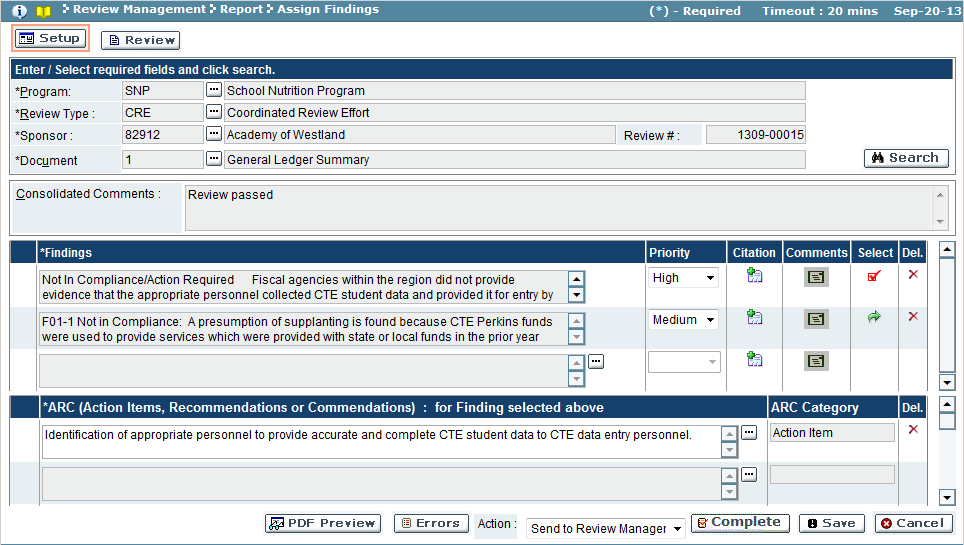 Review Management > Report > Assign Findings (*) - Required Timeout : 20 mins Sep-20-13
Setup Review
Enter / Select required fields and click search.
*Program: SNP ... School Nutrition Program
*Review Type : CRE ... Coordinated Review Effort
*Sponsor : 82912 ... Academy of Westland Review # : 1309-00015
*Document 1 ... General Ledger Summary Search
Consolidated Comments : Review passed
*Findings Priority Citation Comments Select Del.
Not In Compliance/Action Required Fiscal agencies within the region did not provide
evidence that the appropriate personnel collected CTE student data and provided it for entry by
High
F01-1 Not in Compliance: A presumption of supplanting is found because CTE Perkins funds
were used to provide services which were provided with state or local funds in the prior year
Medium
...
*ARC (Action Items, Recommendations or Commendations) : for Finding selected above ARC Category Del.
Identification of appropriate personnel to provide accurate and complete CTE student data to CTE data entry personnel. ... Action Item
...
PDF Preview Errors Action : Send to Review Manager Complete Save Cancel